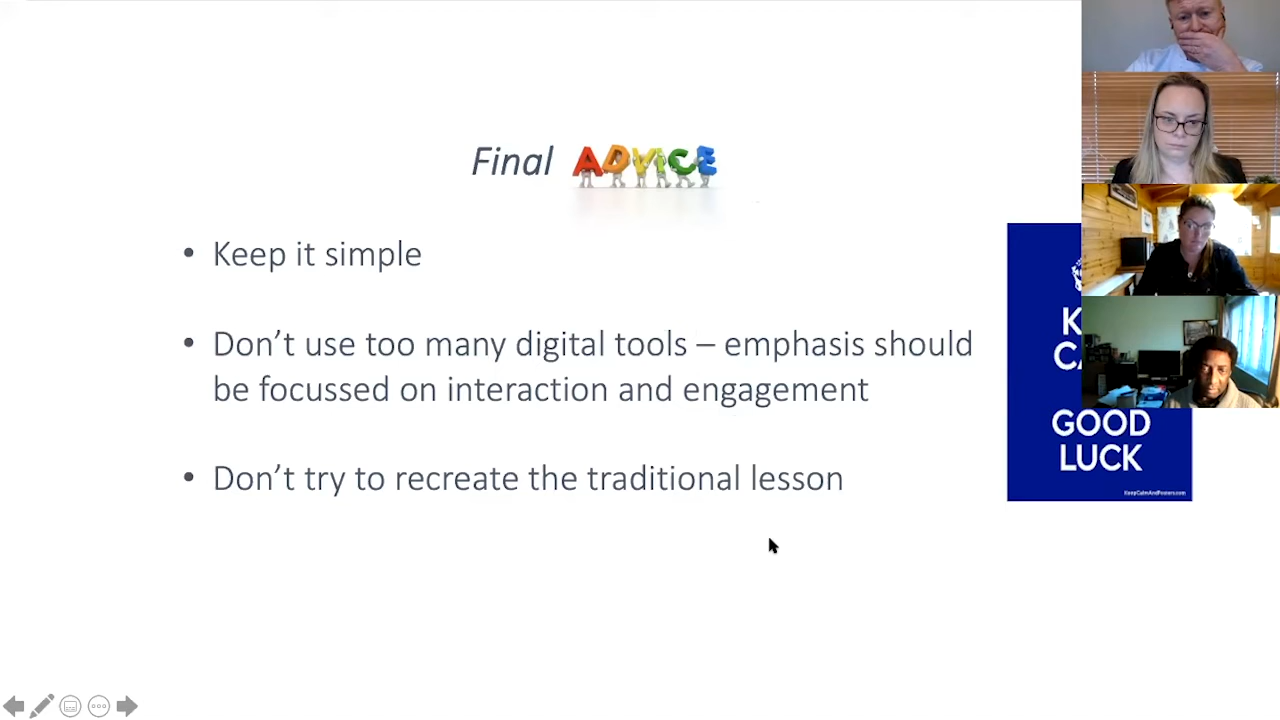 Final ADVICE
• Keep it simple
• Don't use too many digital tools – emphasis should
be focussed on interaction and engagement
• Don't try to recreate the traditional lesson
GOOD
LUCK
KeepCalmAndPosters.com